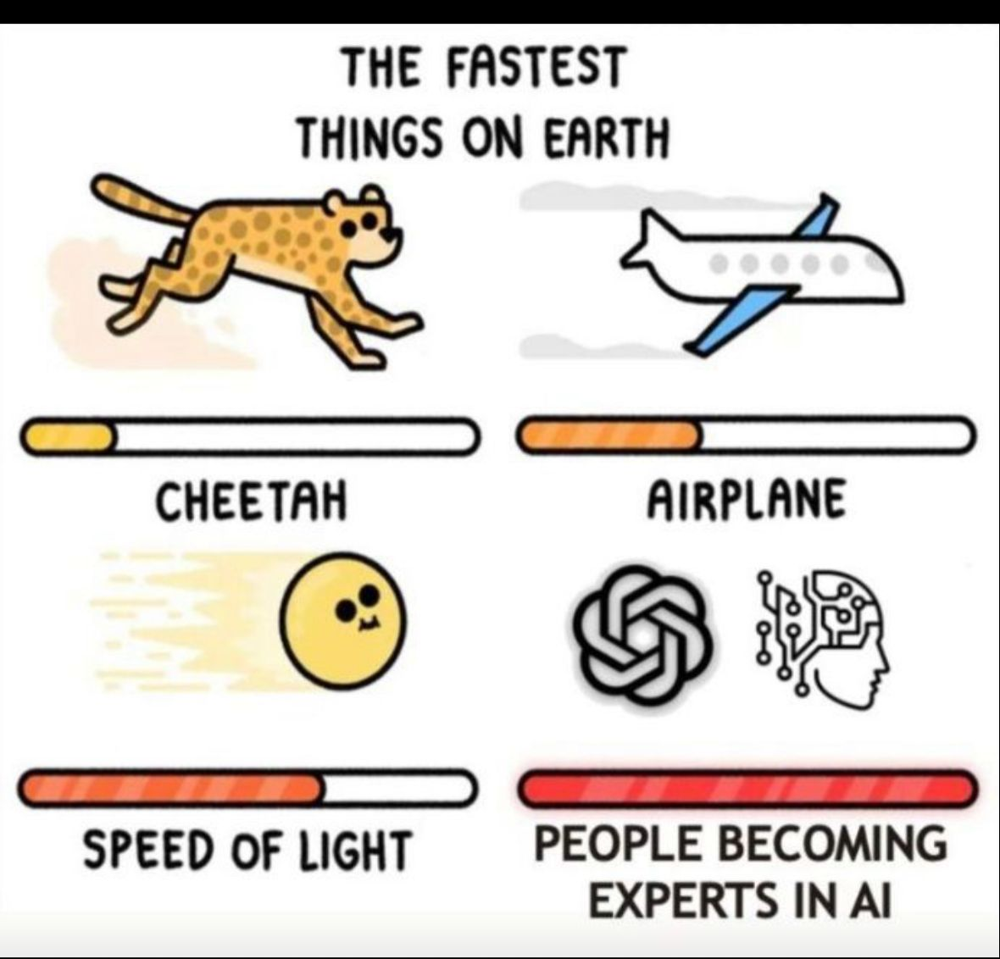 THE FASTEST
THINGS ON EARTH
CHEETAH
AIRPLANE
SPEED OF LIGHT
PEOPLE BECOMING
EXPERTS IN AI